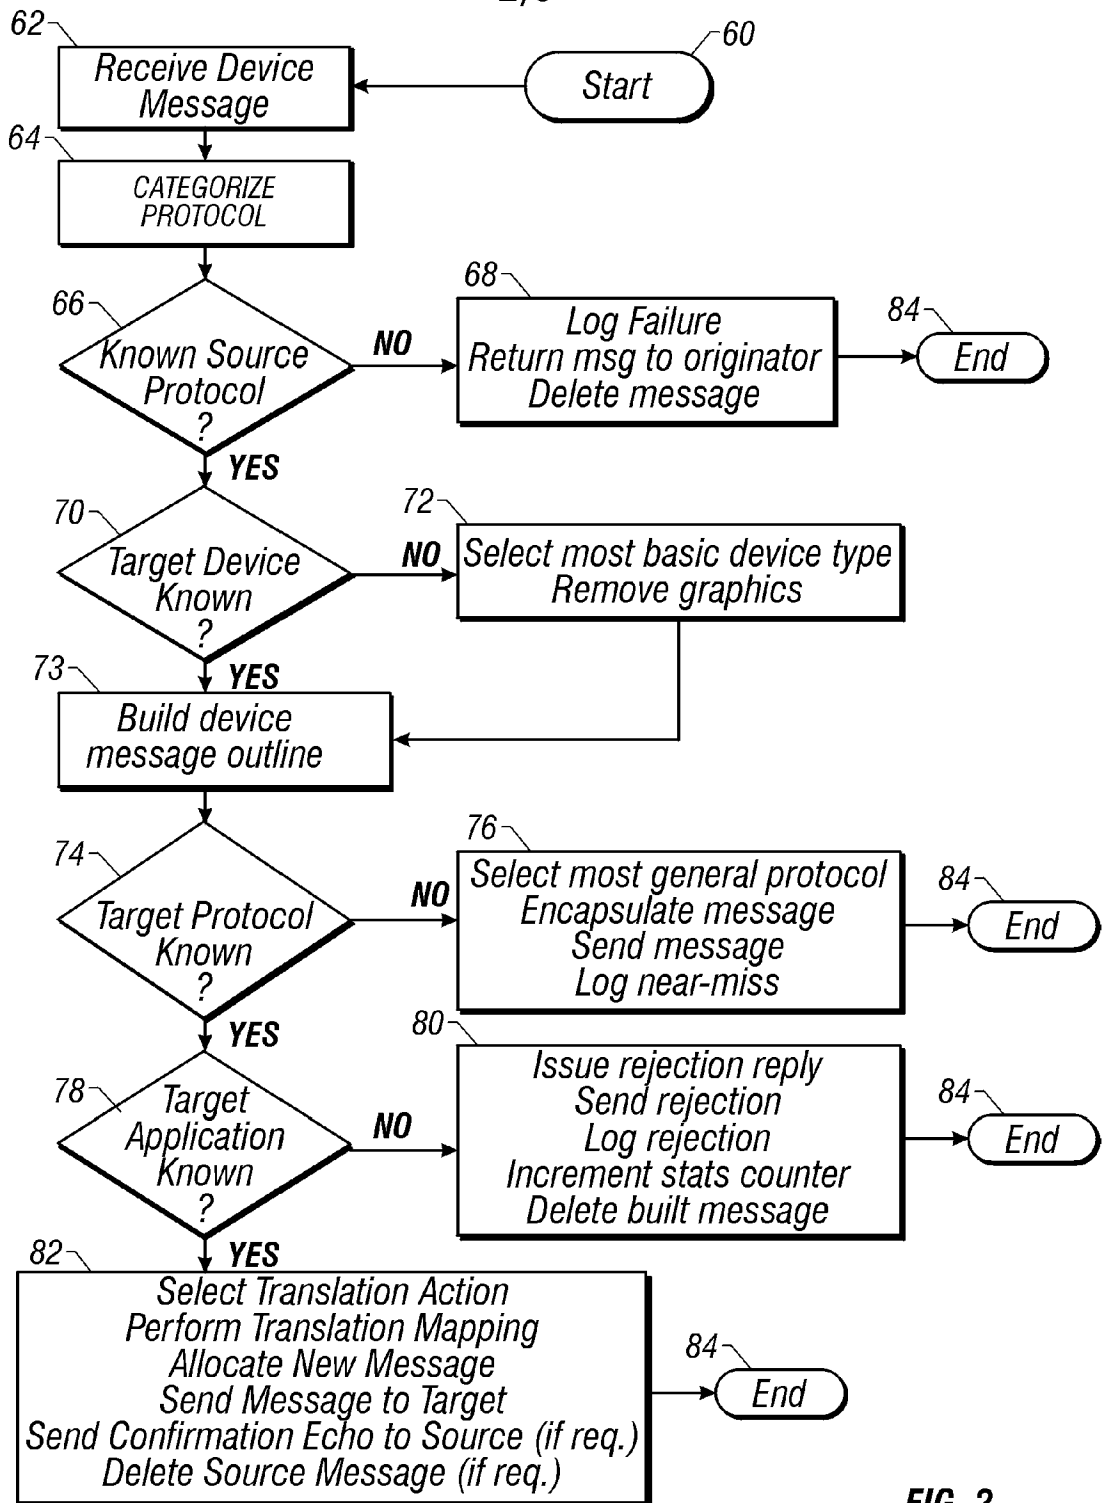 62
Receive Device
Message
60
Start
64
CATEGORIZE
PROTOCOL
66
Known Source
Protocol
?
NO
68
Log Failure
Return msg to originator
Delete message
84
End
YES
70
Target Device
Known
?
NO
72
Select most basic device type
Remove graphics
YES
73
Build device
message outline
74
Target Protocol
Known
?
NO
76
Select most general protocol
Encapsulate message
Send message
Log near-miss
84
End
YES
78
Target
Application
Known
?
NO
80
Issue rejection reply
Send rejection
Log rejection
Increment stats counter
Delete built message
84
End
YES
82
Select Translation Action
Perform Translation Mapping
Allocate New Message
Send Message to Target
Send Confirmation Echo to Source (if req.)
Delete Source Message (if req.)
84
End
FIG. 2